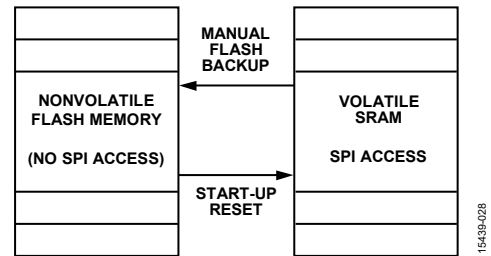 MANUAL
FLASH
BACKUP
NONVOLATILE
FLASH MEMORY
(NO SPI ACCESS)
VOLATILE
SRAM
SPI ACCESS
START-UP
RESET
15439-028